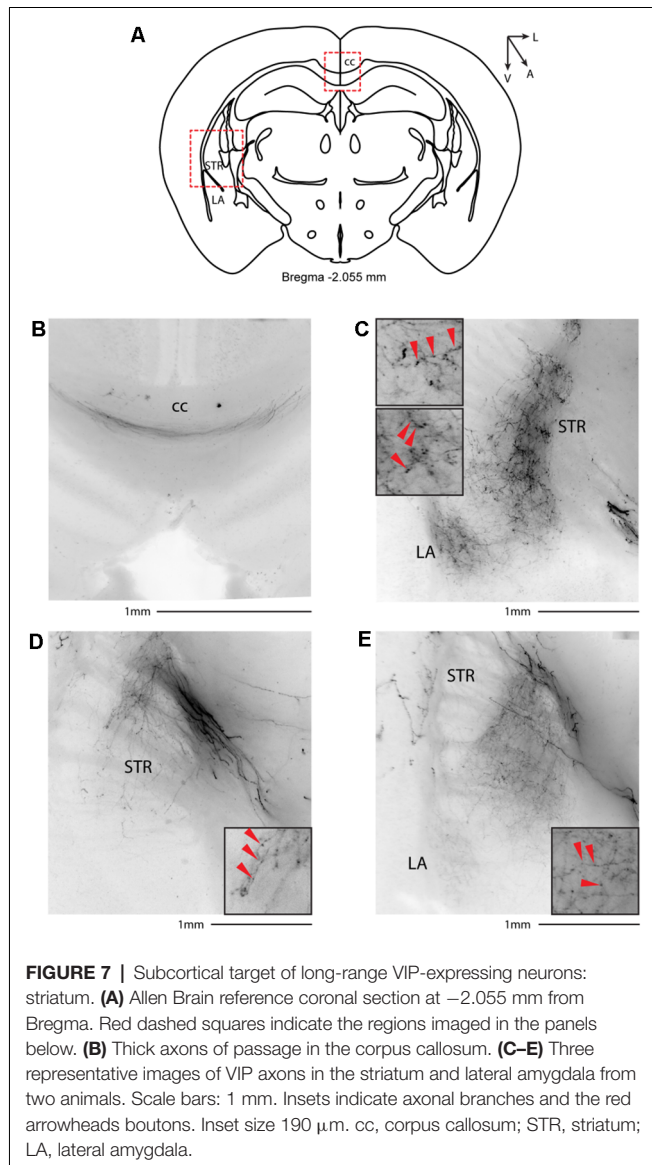 A
L
V
A
cc
STR
LA
Bregma -2.055 mm
B
cc
1mm
C
STR
LA
1mm
D
STR
1mm
E
STR
LA
1mm
FIGURE 7 | Subcortical target of long-range VIP-expressing neurons:
striatum. (A) Allen Brain reference coronal section at −2.055 mm from
Bregma. Red dashed squares indicate the regions imaged in the panels
below. (B) Thick axons of passage in the corpus callosum. (C–E) Three
representative images of VIP axons in the striatum and lateral amygdala from
two animals. Scale bars: 1 mm. Insets indicate axonal branches and the red
arrowheads boutons. Inset size 190 μm. cc, corpus callosum; STR, striatum;
LA, lateral amygdala.